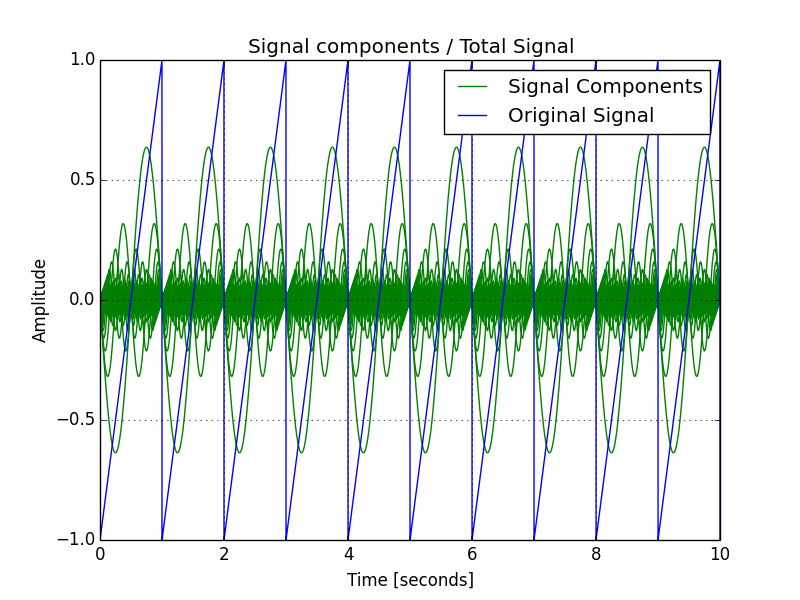 Signal components / Total Signal
Signal Components
Original Signal
1.0
0.5
0.0
−0.5
−1.0
Amplitude
0 2 4 6 8 10
Time [seconds]